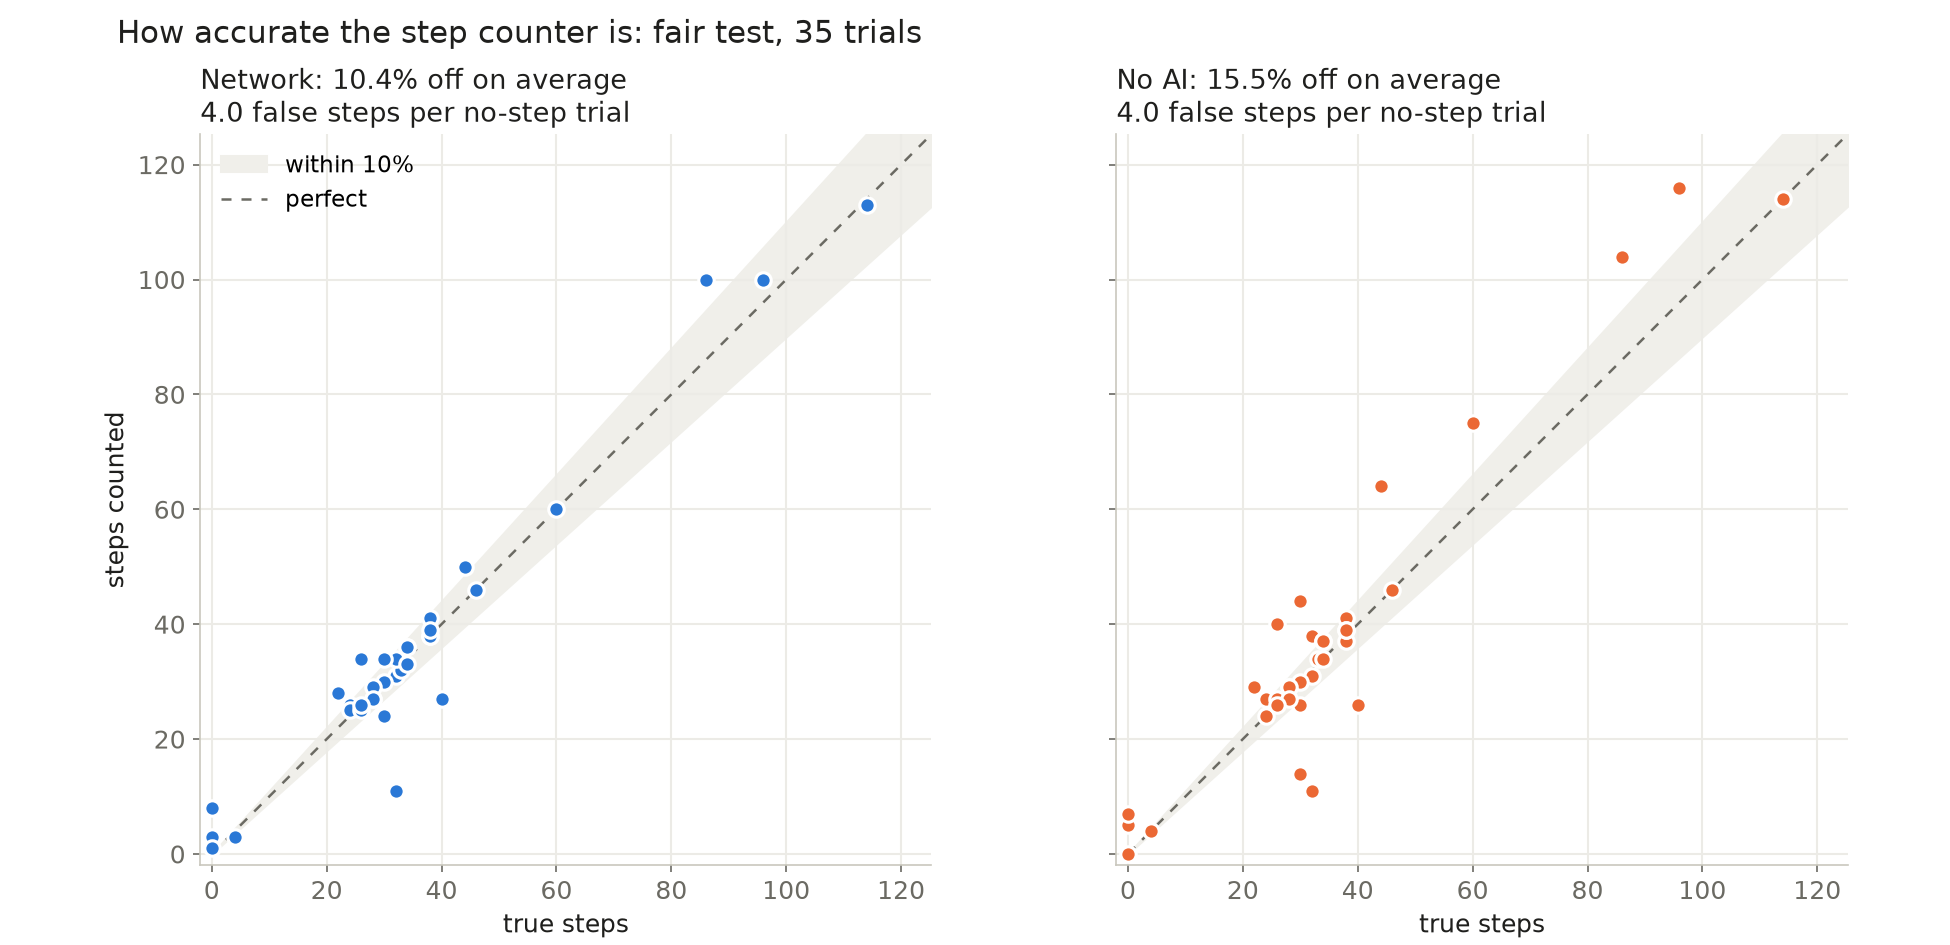 How accurate the step counter is: fair test, 35 trials
Network: 10.4% off on average
4.0 false steps per no-step trial
within 10%
perfect
120
100
80
60
40
20
0
steps counted
0 20 40 60 80 100 120
true steps
No AI: 15.5% off on average
4.0 false steps per no-step trial
0 20 40 60 80 100 120
true steps